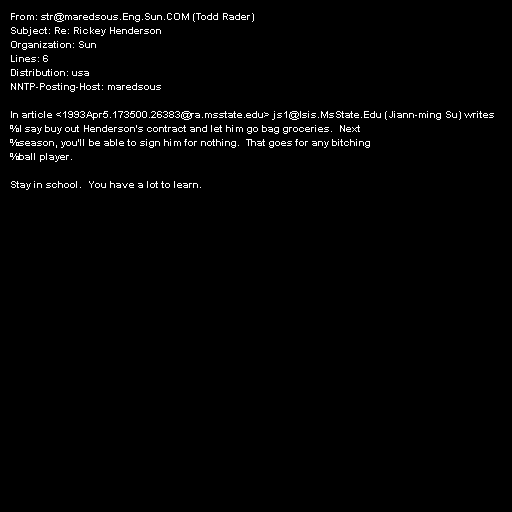 From: str@maredsous.Eng.Sun.COM (Todd Rader)
Subject: Re: Rickey Henderson
Organization: Sun
Lines: 6
Distribution: usa
NNTP-Posting-Host: maredsous

In article <1993Apr5.173500.26383@ra.msstate.edu> js1@Isis.MsState.Edu (Jiann-ming Su) writes
%I say buy out Henderson's contract and let him go bag groceries.  Next
%season, you'll be able to sign him for nothing.  That goes for any bitching
%ball player.

Stay in school.  You have a lot to learn.